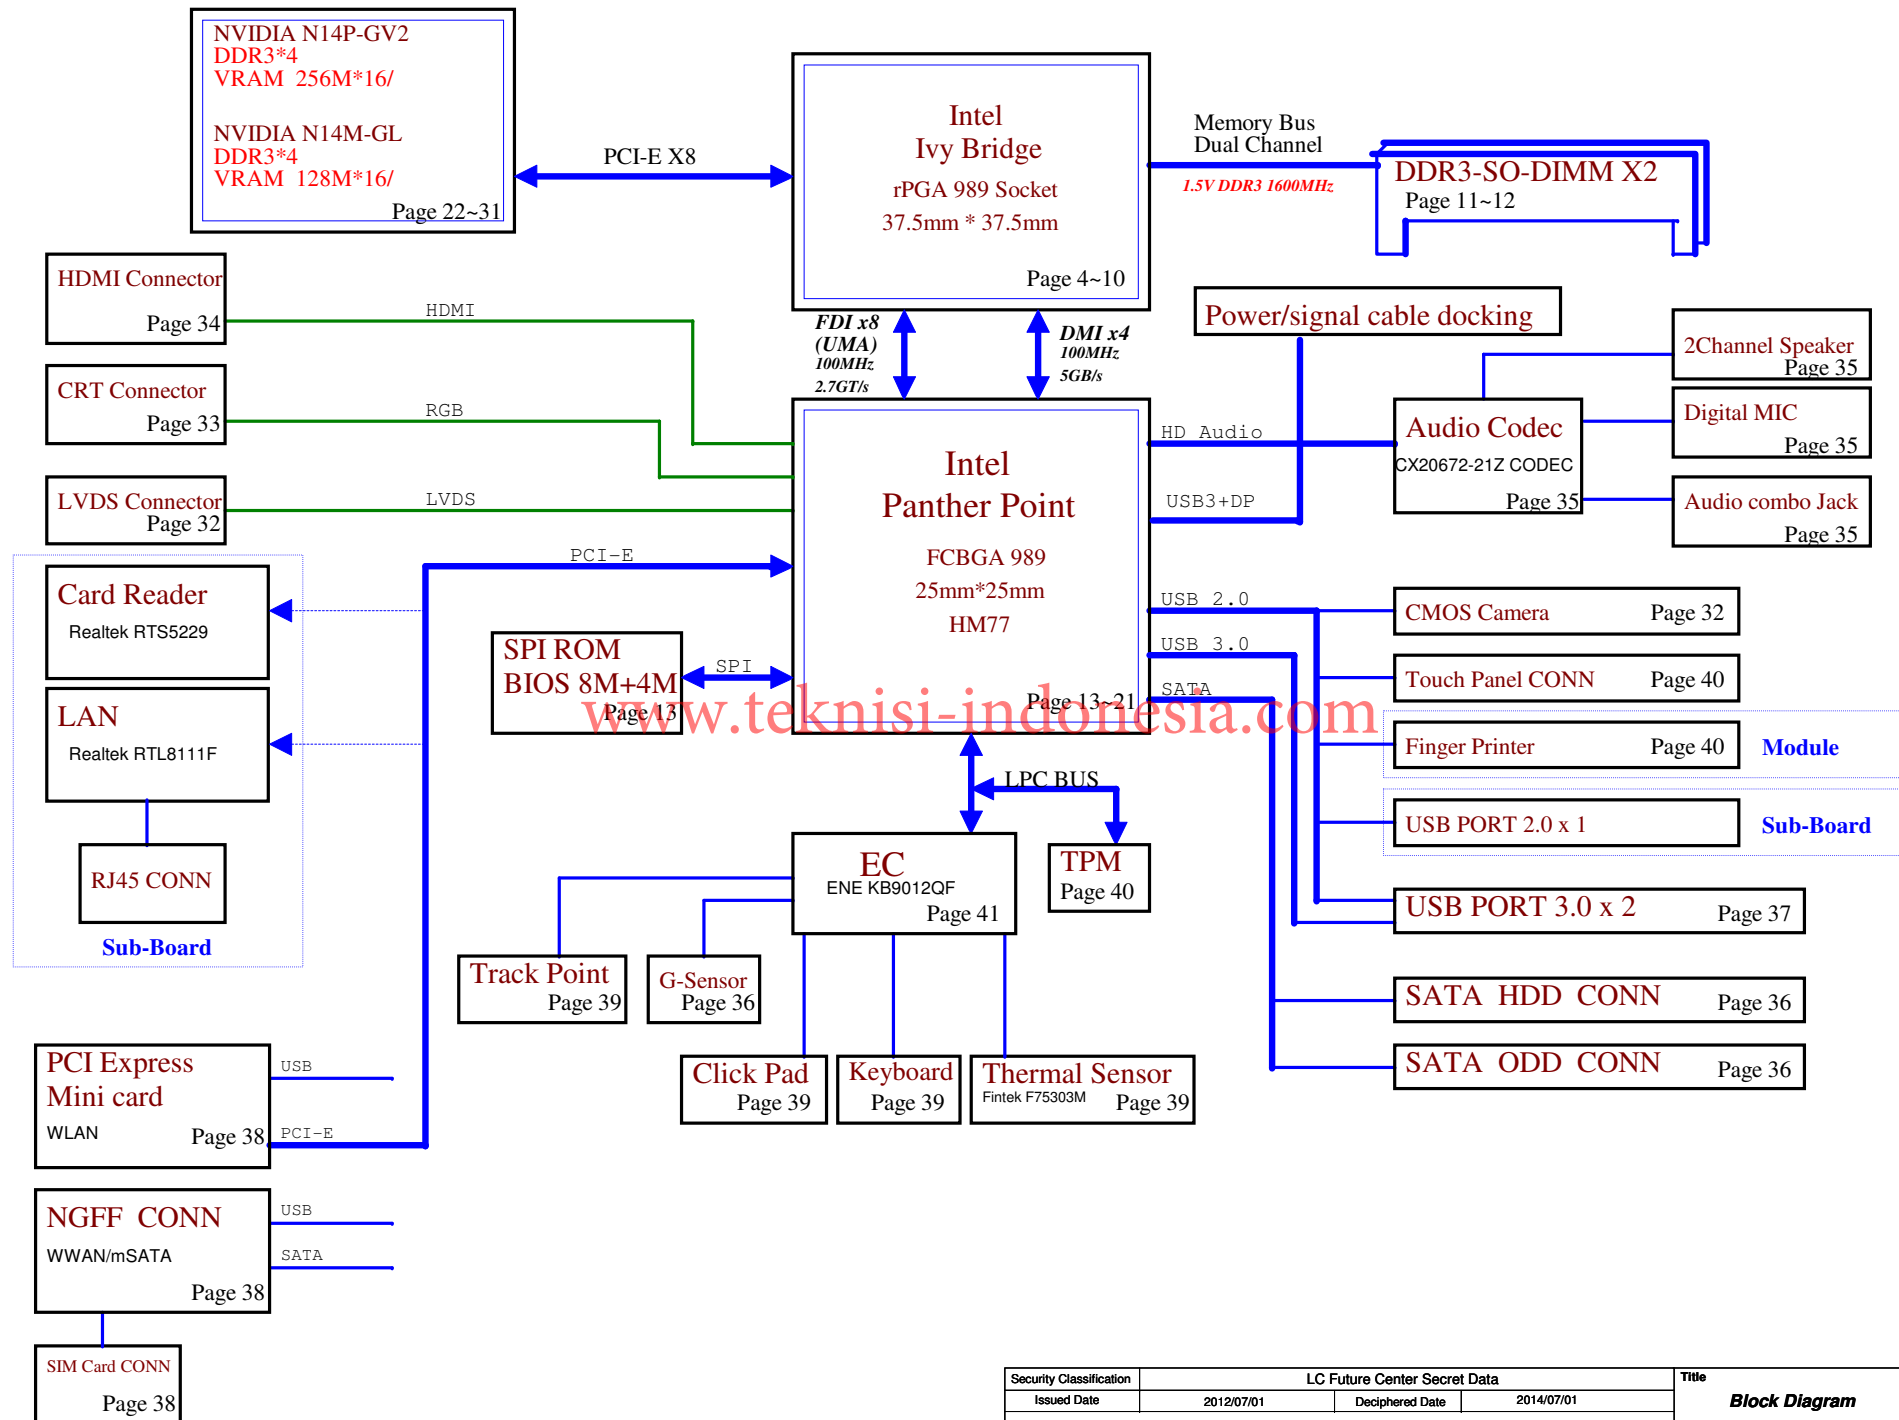 NVIDIA N14P-GV2
DDR3*4
VRAM 256M*16/
NVIDIA N14M-GL
DDR3*4
VRAM 128M*16/
Page 22~31
PCI-E X8
Intel
Ivy Bridge
rPGA 989 Socket
37.5mm * 37.5mm
Page 4~10
Memory Bus
Dual Channel
1.5V DDR3 1600MHz
DDR3-SO-DIMM X2
Page 11~12
HDMI Connector
Page 34
HDMI
CRT Connector
Page 33
RGB
LVDS Connector
Page 32
LVDS
FDI x8
(UMA)
100MHz
2.7GT/s
DMI x4
100MHz
5GB/s
Power/signal cable docking
2Channel Speaker
Page 35
Digital MIC
Page 35
Audio combo Jack
Page 35
HD Audio
Audio Codec
CX20672-21Z CODEC
Page 35
USB3+DP
Intel
Panther Point
FCBGA 989
25mm*25mm
HM77
Page 13~21
PCI-E
Card Reader
Realtek RTS5229
LAN
Realtek RTL8111F
RJ45 CONN
Sub-Board
SPI ROM
BIOS 8M+4M
Page 13
SPI
www.teknisi-indonesia.com
USB 2.0
USB 3.0
SATA
CMOS Camera
Page 32
Touch Panel CONN
Page 40
Finger Printer
Page 40
Module
USB PORT 2.0 x 1
Sub-Board
USB PORT 3.0 x 2
Page 37
SATA HDD CONN
Page 36
SATA ODD CONN
Page 36
LPC BUS
EC
ENE KB9012QF
Page 41
TPM
Page 40
Track Point
Page 39
G-Sensor
Page 36
Click Pad
Page 39
Keyboard
Page 39
Thermal Sensor
Fintek F75303M
Page 39
PCI Express
Mini card
WLAN
Page 38
USB
PCI-E
NGFF CONN
WWAN/mSATA
Page 38
USB
SATA
SIM Card CONN
Page 38
Security Classification
LC Future Center Secret Data
Title
Issued Date
2012/07/01
Deciphered Date
2014/07/01
Block Diagram